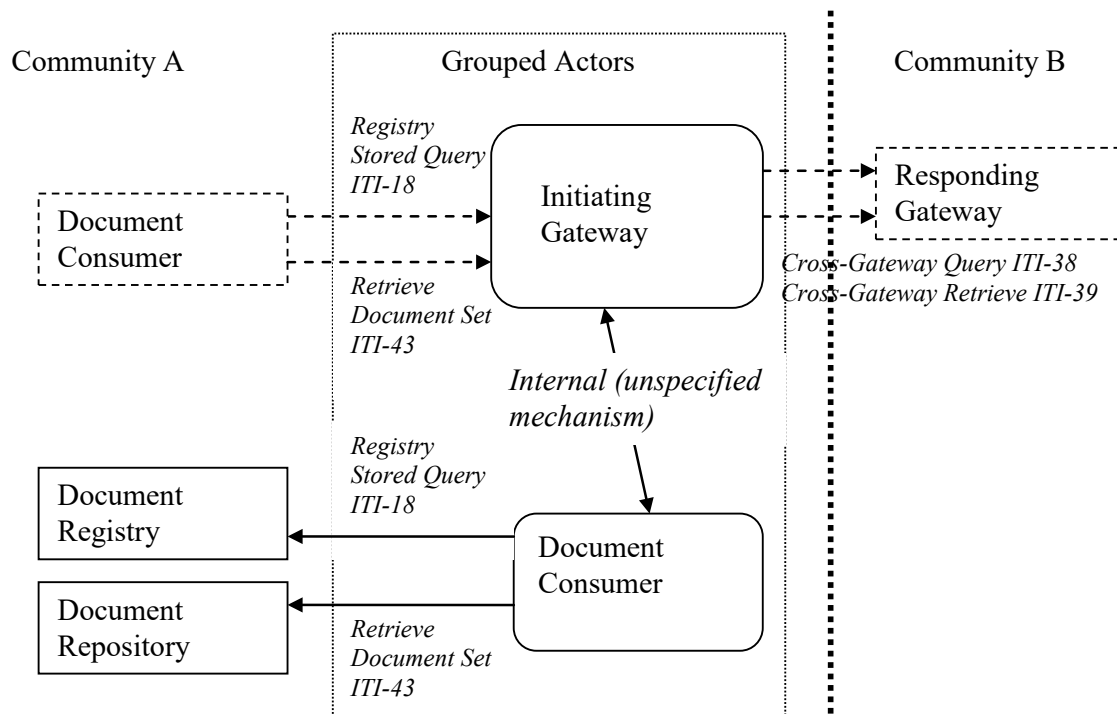 Community A
Grouped Actors
Community B
Registry
Stored Query
ITI-18
Document
Consumer
Initiating
Gateway
Responding
Gateway
Retrieve
Document Set
ITI-43
Cross-Gateway Query ITI-38
Cross-Gateway Retrieve ITI-39
Internal (unspecified
mechanism)
Registry
Stored Query
ITI-18
Document
Registry
Document
Consumer
Document
Repository
Retrieve
Document Set
ITI-43